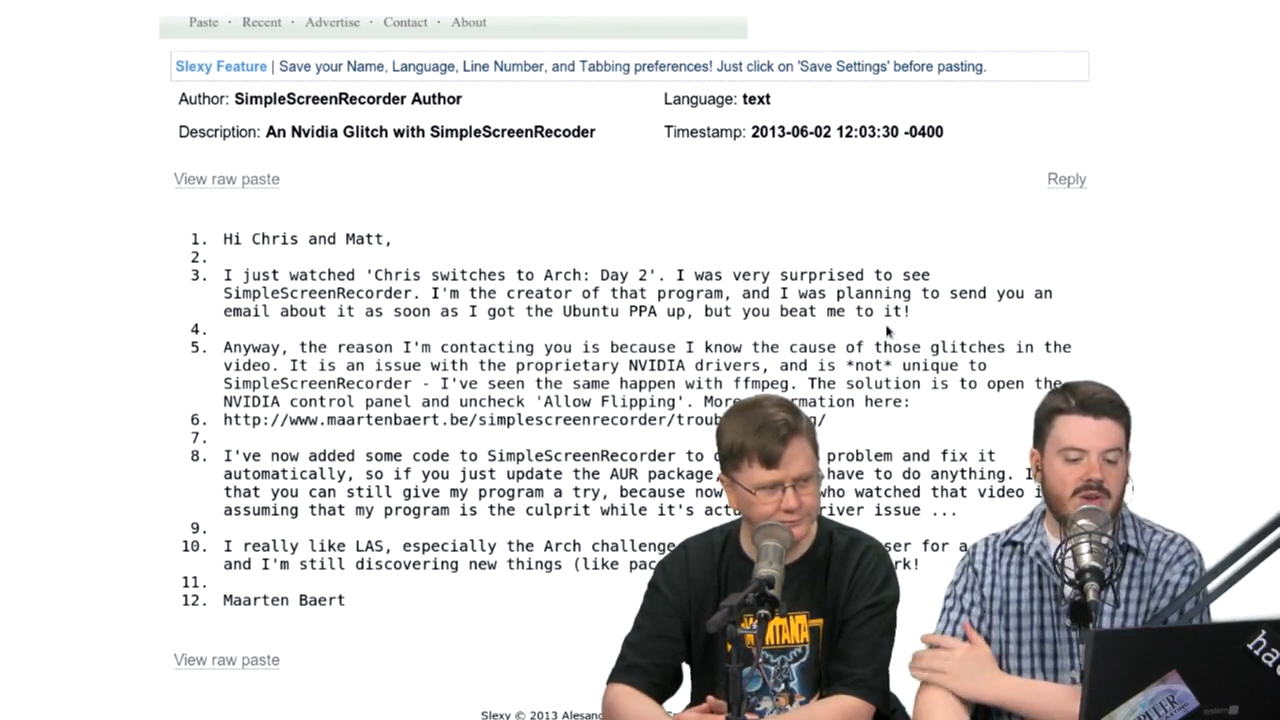 Paste · Recent · Advertise · Contact · About
Slexy Feature | Save your Name, Language, Line Number, and Tabbing preferences! Just click on 'Save Settings' before pasting.
Author: SimpleScreenRecorder Author Language: text
Description: An Nvidia Glitch with SimpleScreenRecoder Timestamp: 2013-06-02 12:03:30 -0400
View raw paste Reply
1. Hi Chris and Matt,
2.
3. I just watched 'Chris switches to Arch: Day 2'. I was very surprised to see
SimpleScreenRecorder. I'm the creator of that program, and I was planning to send you an
email about it as soon as I got the Ubuntu PPA up, but you beat me to it!
4.
5. Anyway, the reason I'm contacting you is because I know the cause of those glitches in the
video. It is an issue with the proprietary NVIDIA drivers, and is *not* unique to
SimpleScreenRecorder - I've seen the same happen with ffmpeg. The solution is to open the
NVIDIA control panel and uncheck 'Allow Flipping'. More information here:
6. http://www.maartenbaert.be/simplescreenrecorder/troub
7.
8. I've now added some code to SimpleScreenRecorder to problem and fix it
automatically, so if you just update the AUR package, have to do anything. I
that you can still give my program a try, because now who watched that video
assuming that my program is the culprit while it's driver issue ...
9.
10. I really like LAS, especially the Arch challenge for a
and I'm still discovering new things (like
11.
12. Maarten Baert
View raw paste
Slexy © 2013
MONTANA
system